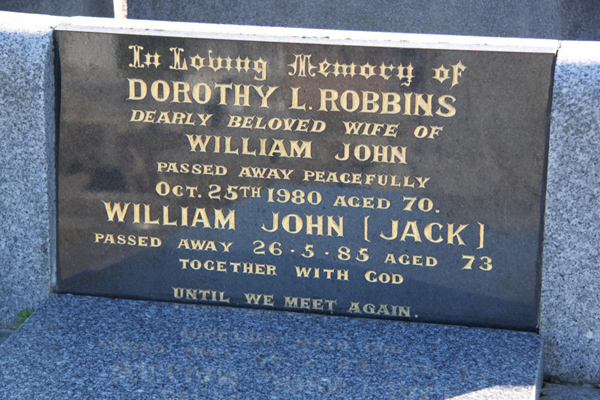 In Loving Memory of
DOROTHY L. ROBBINS
DEARLY BELOVED WIFE OF
WILLIAM JOHN
PASSED AWAY PEACEFULLY
OCT. 25TH 1980 AGED 70.
WILLIAM JOHN [JACK]
PASSED AWAY 26·5·85 AGED 73
TOGETHER WITH GOD
UNTIL WE MEET AGAIN.